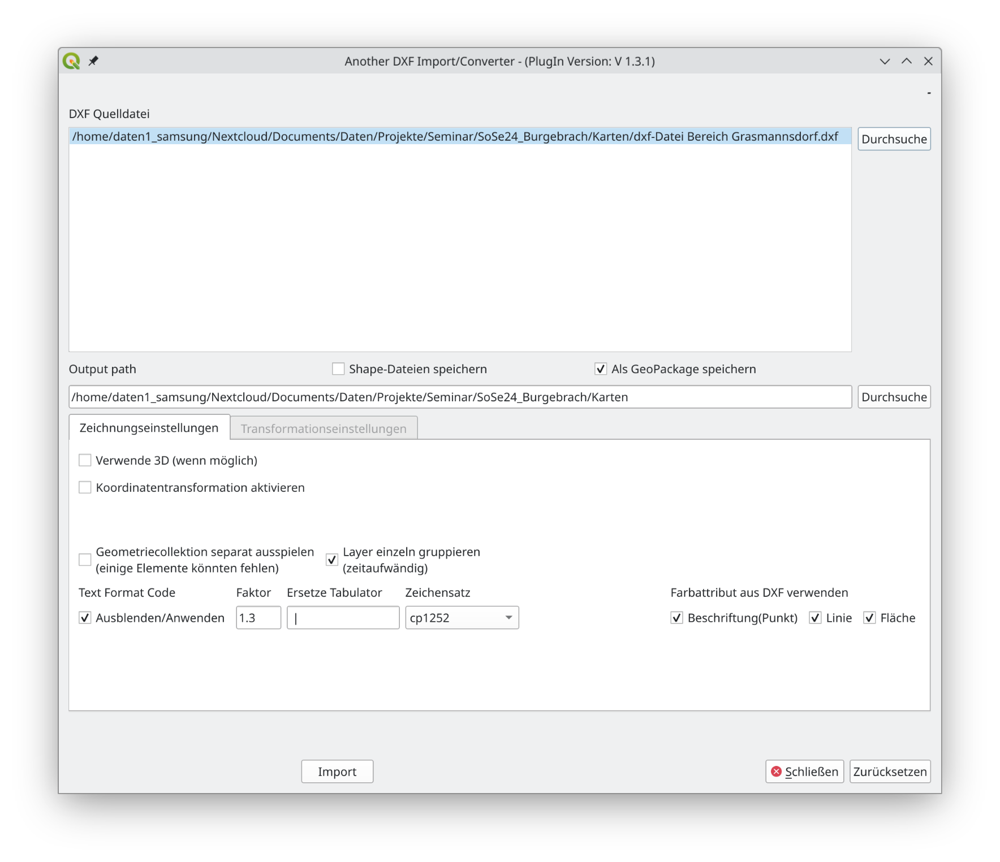 Another DXF Import/Converter - (PlugIn Version: V 1.3.1)
-
DXF Quelldatei
/home/daten1_samsung/Nextcloud/Documents/Daten/Projekte/Seminar/SoSe24_Burgebrach/Karten/dxf-Datei Bereich Grasmannsdorf.dxf
Durchsuche
Output path
Shape-Dateien speichern
Als GeoPackage speichern
/home/daten1_samsung/Nextcloud/Documents/Daten/Projekte/Seminar/SoSe24_Burgebrach/Karten
Durchsuche
Zeichnungseinstellungen
Transformationseinstellungen
Verwende 3D (wenn möglich)
Koordinatentransformation aktivieren
Geometriecollektion separat ausspielen
(einige Elemente könnten fehlen)
Layer einzeln gruppieren
(zeitaufwändig)
Text Format Code
Faktor
Ersetze Tabulator
Zeichensatz
Farbattribut aus DXF verwenden
Ausblenden/Anwenden
1.3
|
cp1252
Beschriftung(Punkt)
Linie
Fläche
Import
Schließen
Zurücksetzen